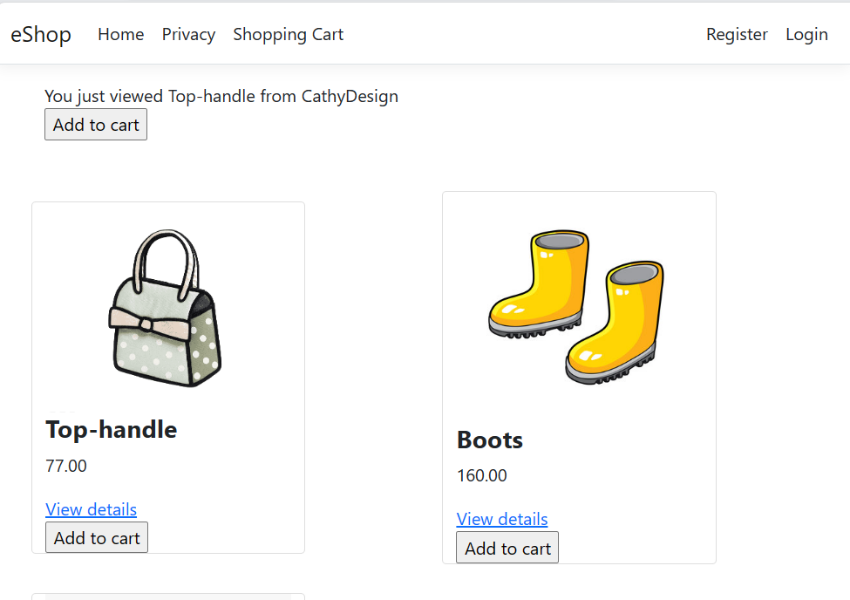 eShop Home Privacy Shopping Cart Register Login
You just viewed Top-handle from CathyDesign
Add to cart
Top-handle
77.00
View details
Add to cart
Boots
160.00
View details
Add to cart